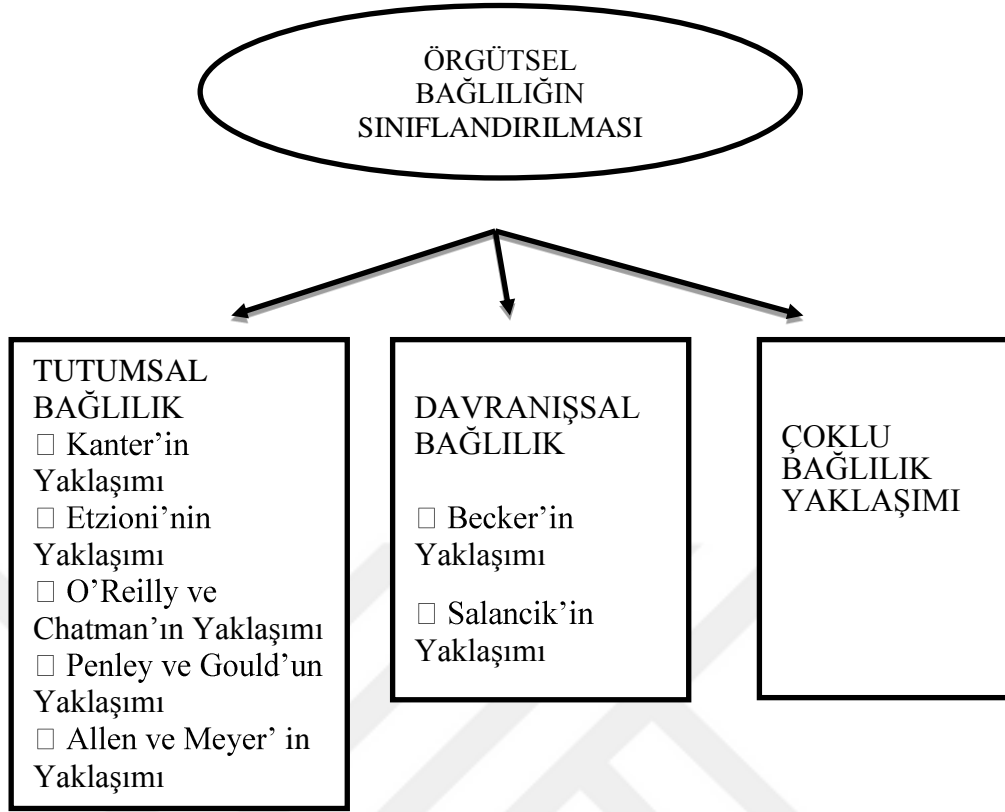 ÖRGÜTSEL
BAĞLILIĞIN
SINIFLANDIRILMASI
TUTUMSAL
BAĞLILIK
□ Kanter’in
Yaklaşımı
□ Etzioni’nin
Yaklaşımı
□ O’Reilly ve
Chatman’ın Yaklaşımı
□ Penley ve Gould’un
Yaklaşımı
□ Allen ve Meyer’ in
Yaklaşımı
DAVRANIŞSAL
BAĞLILIK
□ Becker’in
Yaklaşımı
□ Salancik’in
Yaklaşımı
ÇOKLU
BAĞLILIK
YAKLAŞIMI